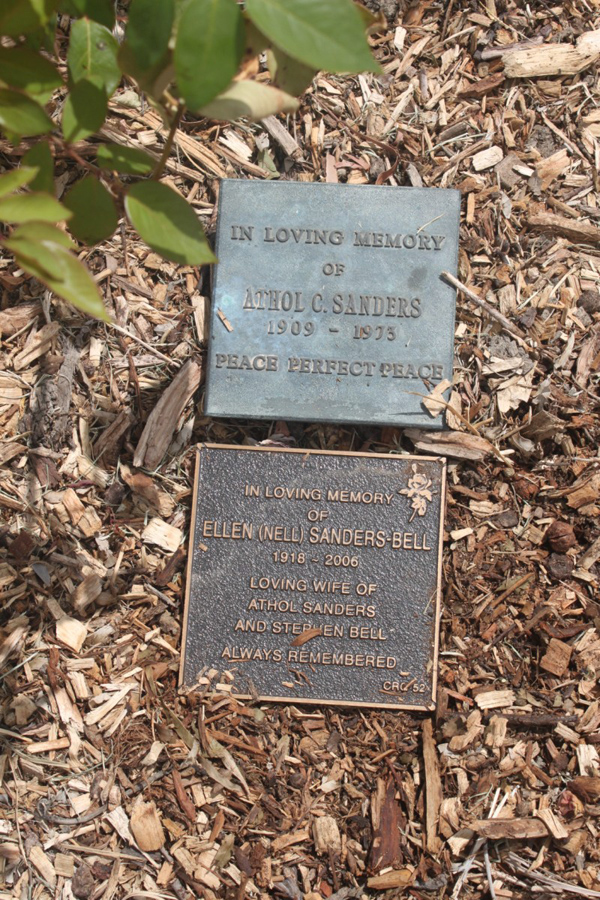 IN LOVING MEMORY
OF
ATHOL C. SANDERS
1909 - 1973
PEACE PERFECT PEACE
IN LOVING MEMORY
OF
ELLEN (NELL) SANDERS-BELL
1918 - 2006
LOVING WIFE OF
ATHOL SANDERS
AND STEPHEN BELL
ALWAYS REMEMBERED
CRG 52